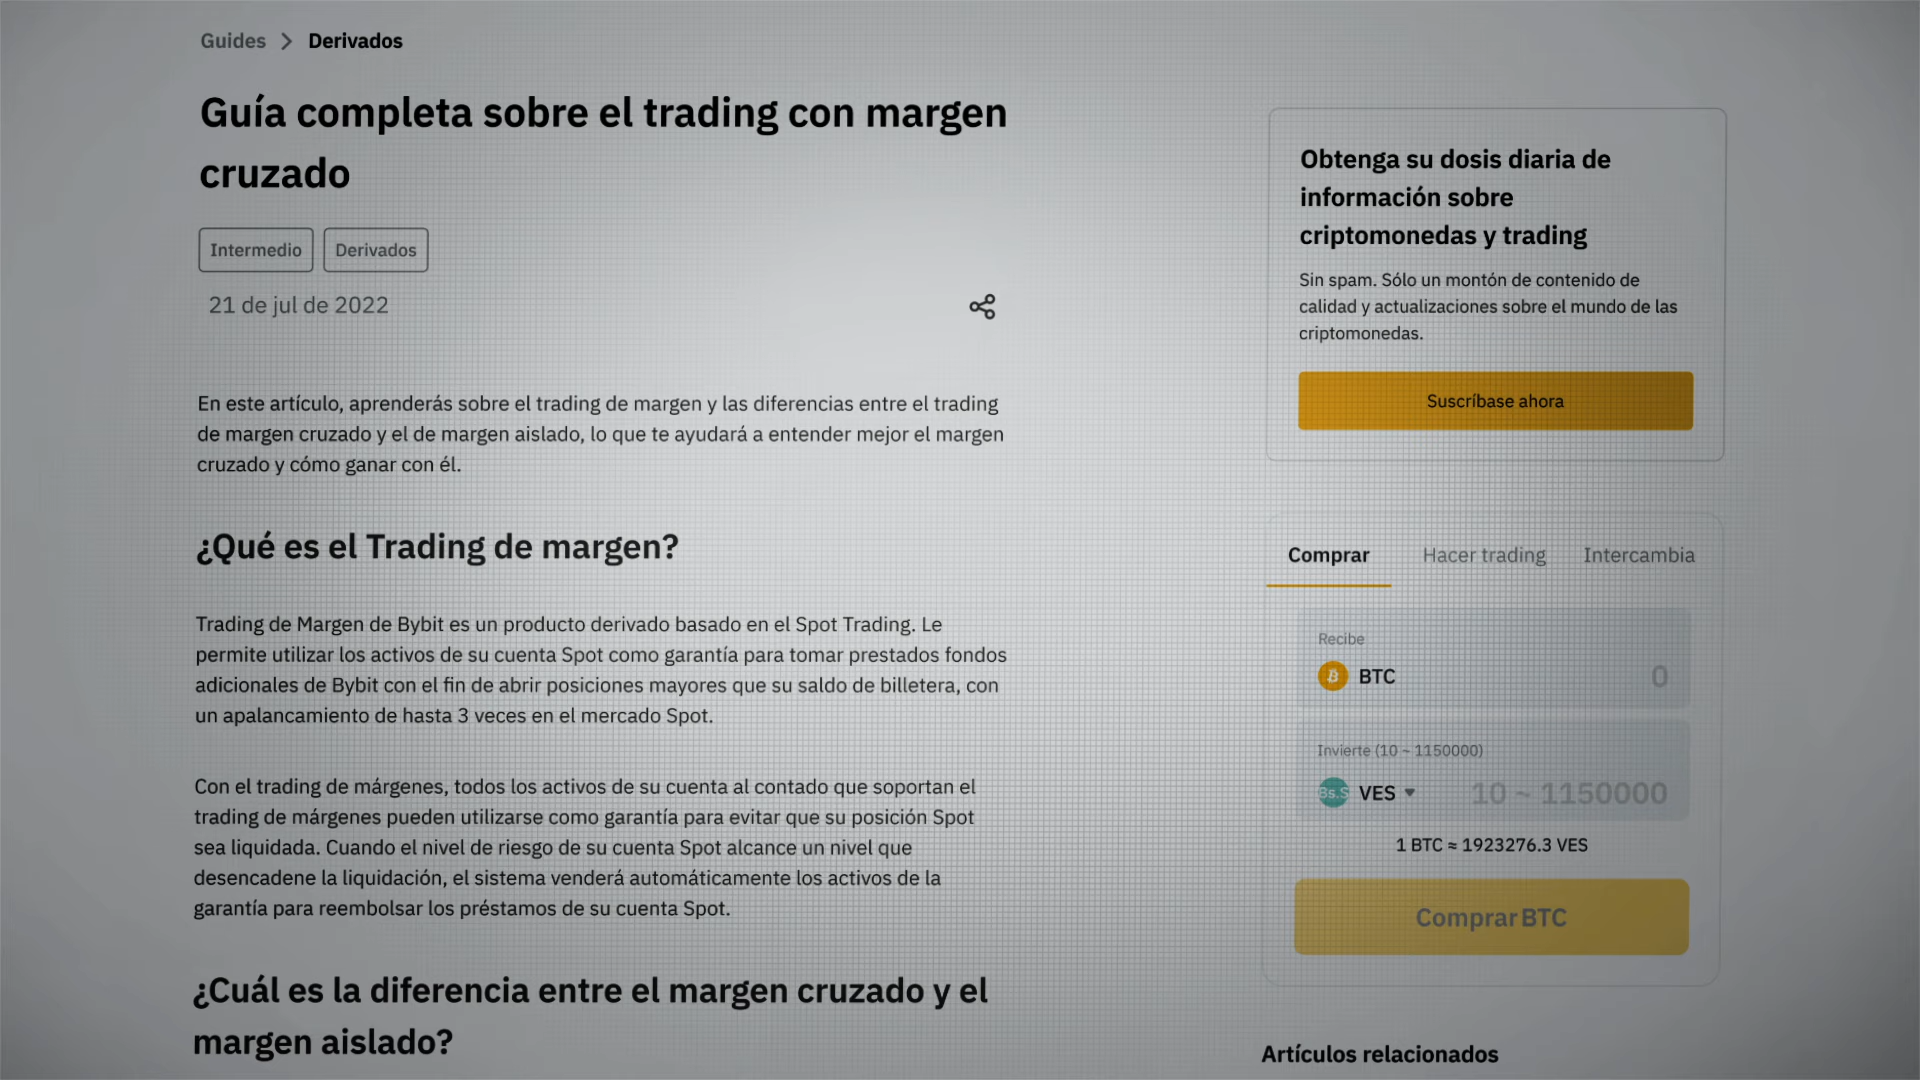 Guides > Derivados
Guía completa sobre el trading con margen
cruzado
Intermedio Derivados
21 de jul de 2022
En este artículo, aprenderás sobre el trading de margen y las diferencias entre el trading
de margen cruzado y el de margen aislado, lo que te ayudará a entender mejor el margen
cruzado y cómo ganar con él.
¿Qué es el Trading de margen?
Trading de Margen de Bybit es un producto derivado basado en el Spot Trading. Le
permite utilizar los activos de su cuenta Spot como garantía para tomar prestados fondos
adicionales de Bybit con el fin de abrir posiciones mayores que su saldo de billetera, con
un apalancamiento de hasta 3 veces en el mercado Spot.
Con el trading de márgenes, todos los activos de su cuenta al contado que soportan el
trading de márgenes pueden utilizarse como garantía para evitar que su posición Spot
sea liquidada. Cuando el nivel de riesgo de su cuenta Spot alcance un nivel que
desencadene la liquidación, el sistema venderá automáticamente los activos de la
garantía para reembolsar los préstamos de su cuenta Spot.
¿Cuál es la diferencia entre el margen cruzado y el
margen aislado?
Obtenga su dosis diaria de
información sobre
criptomonedas y trading
Sin spam. Sólo un montón de contenido de
calidad y actualizaciones sobre el mundo de las
criptomonedas.
Suscríbase ahora
Comprar Hacer trading Intercambia
Recibe
BTC 0
Invierte (10 ~ 1150000)
Bs.S VES 10 ~ 1150000
1 BTC ≈ 1923276.3 VES
Comprar BTC
Artículos relacionados